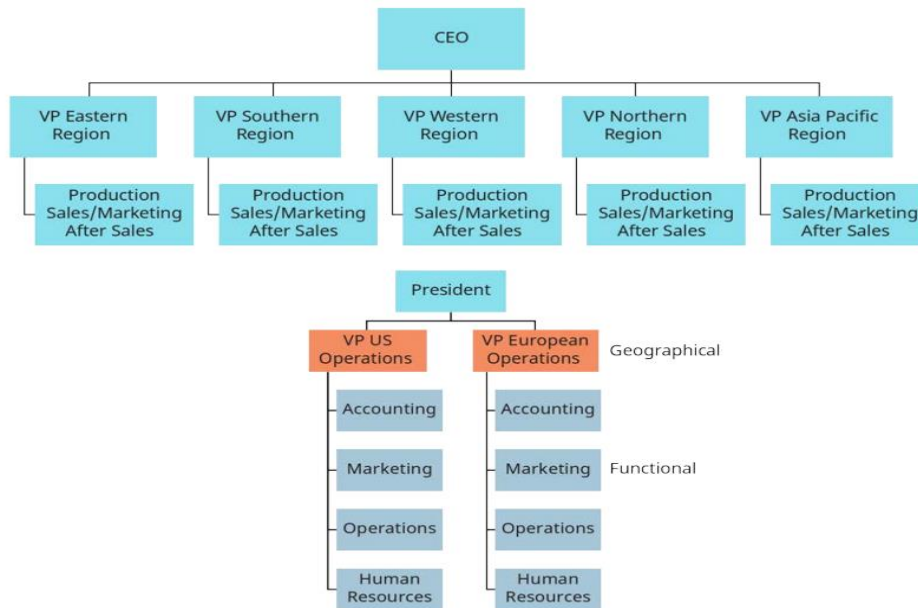 CEO
VP Eastern
Region
VP Southern
Region
VP Western
Region
VP Northern
Region
VP Asia Pacific
Region
Production
Sales/Marketing
After Sales
Production
Sales/Marketing
After Sales
Production
Sales/Marketing
After Sales
Production
Sales/Marketing
After Sales
Production
Sales/Marketing
After Sales
President
VP US
Operations
VP European
Operations
Geographical
Accounting
Accounting
Marketing
Marketing
Functional
Operations
Operations
Human
Resources
Human
Resources